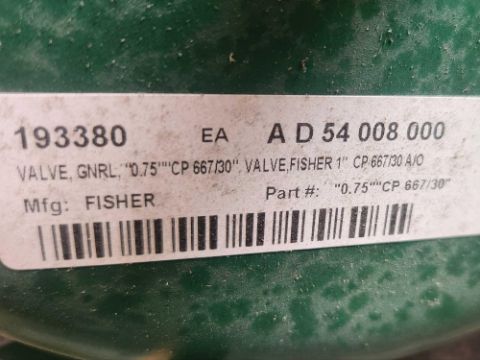 193380 EA A D 54 008 000
VALVE, GNRL, "0.75""CP 667/30", VALVE,FISHER 1" CP 667/30 A/O
Mfg: FISHER Part #: "0.75""CP 667/30"